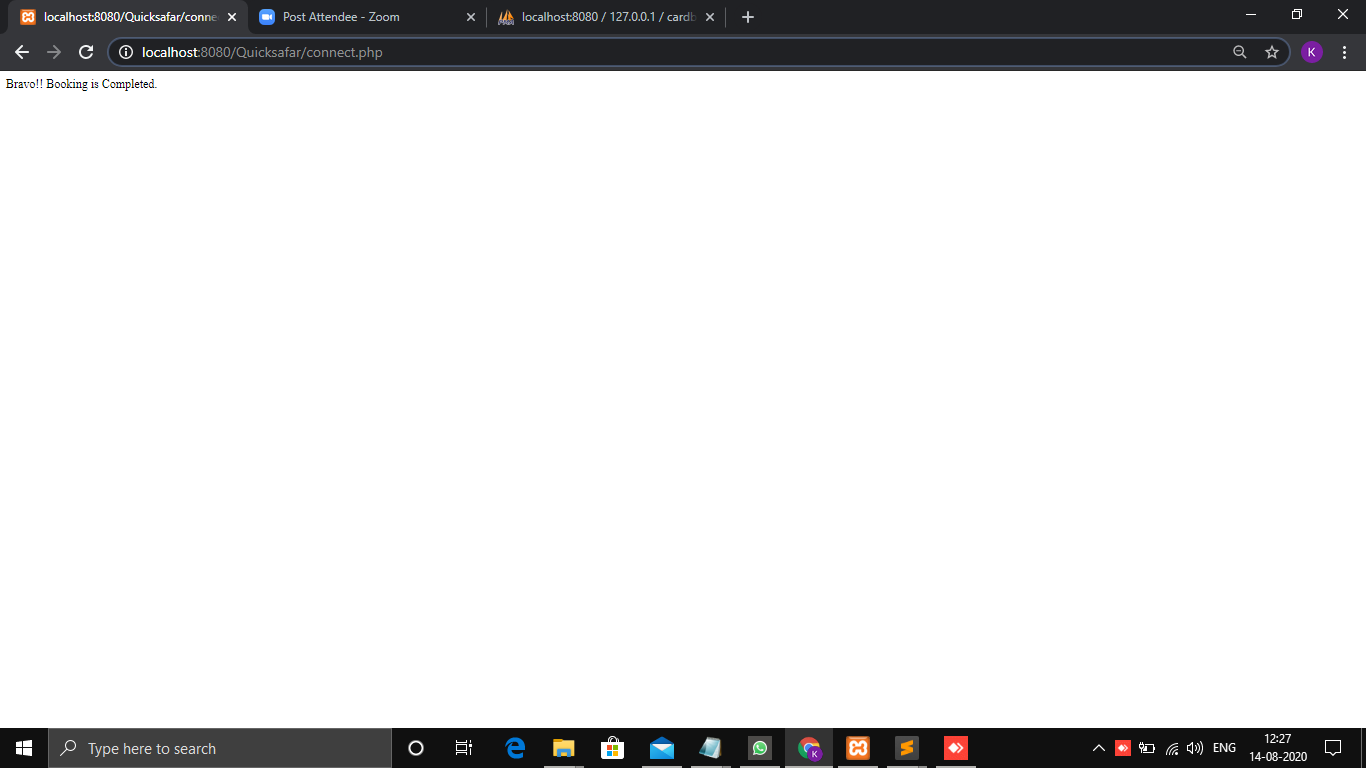 localhost:8080/Quicksafar/conne
Post Attendee - Zoom
localhost:8080 / 127.0.0.1 / cardb
localhost:8080/Quicksafar/connect.php
K
Bravo!! Booking is Completed.
Type here to search
K
ENG
12:27
14-08-2020